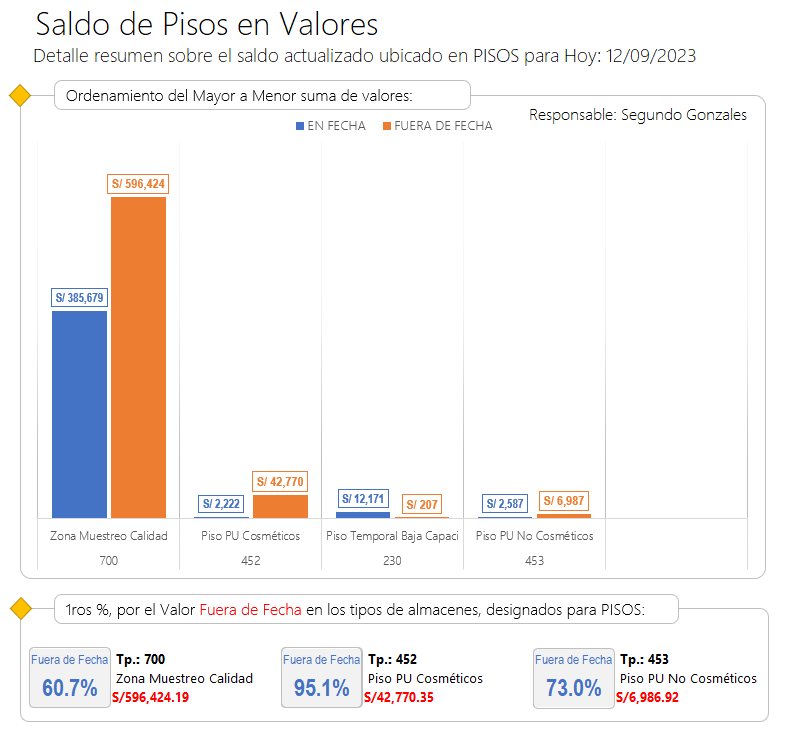 Saldo de Pisos en Valores
Detalle resumen sobre el saldo actualizado ubicado en PISOS para Hoy: 12/09/2023
Ordenamiento del Mayor a Menor suma de valores:
Responsable: Segundo Gonzales
EN FECHA FUERA DE FECHA
S/ 596,424
S/ 385,679
S/ 2,222
S/ 42,770
S/ 12,171
S/ 207
S/ 2,587
S/ 6,987
Zona Muestreo Calidad Piso PU Cosméticos Piso Temporal Baja Capaci Piso PU No Cosméticos
700 452 230 453
1ros %, por el Valor Fuera de Fecha en los tipos de almacenes, designados para PISOS:
Fuera de Fecha
60.7%
Tp.: 700
Zona Muestreo Calidad
S/596,424.19
Fuera de Fecha
95.1%
Tp.: 452
Piso PU Cosméticos
S/42,770.35
Fuera de Fecha
73.0%
Tp.: 453
Piso PU No Cosméticos
S/6,986.92